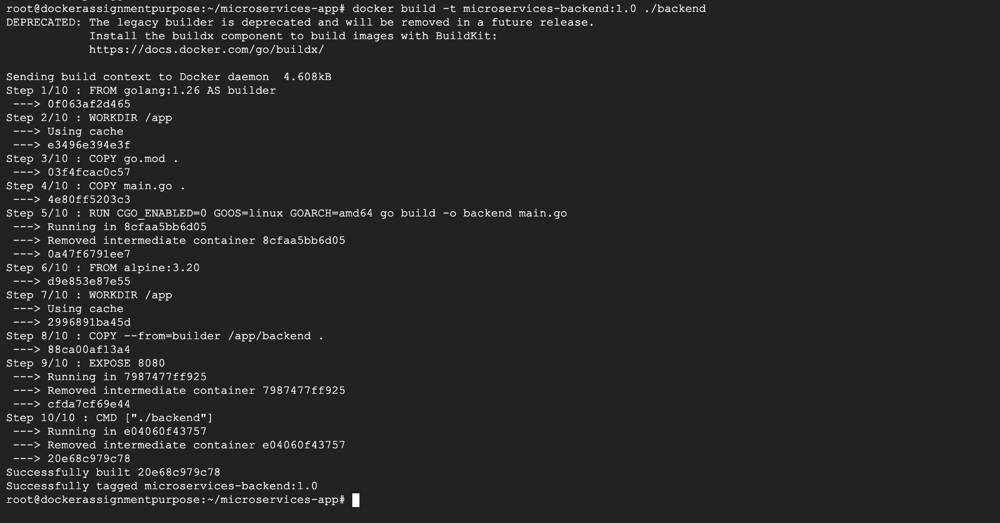 root@dockerassignmentpurpose:~/microservices-app# docker build -t microservices-backend:1.0 ./backend
DEPRECATED: The legacy builder is deprecated and will be removed in a future release.
            Install the buildx component to build images with BuildKit:
            https://docs.docker.com/go/buildx/

Sending build context to Docker daemon  4.608kB
Step 1/10 : FROM golang:1.26 AS builder
 ---> 0f063af2d465
Step 2/10 : WORKDIR /app
 ---> Using cache
 ---> e3496e394e3f
Step 3/10 : COPY go.mod .
 ---> 03f4fcac0c57
Step 4/10 : COPY main.go .
 ---> 4e80ff5203c3
Step 5/10 : RUN CGO_ENABLED=0 GOOS=linux GOARCH=amd64 go build -o backend main.go
 ---> Running in 8cfaa5bb6d05
 ---> Removed intermediate container 8cfaa5bb6d05
 ---> 0a47f6791ee7
Step 6/10 : FROM alpine:3.20
 ---> d9e853e87e55
Step 7/10 : WORKDIR /app
 ---> Using cache
 ---> 2996891ba45d
Step 8/10 : COPY --from=builder /app/backend .
 ---> 88ca00af13a4
Step 9/10 : EXPOSE 8080
 ---> Running in 7987477ff925
 ---> Removed intermediate container 7987477ff925
 ---> cfda7cf69e44
Step 10/10 : CMD ["./backend"]
 ---> Running in e04060f43757
 ---> Removed intermediate container e04060f43757
 ---> 20e68c979c78
Successfully built 20e68c979c78
Successfully tagged microservices-backend:1.0
root@dockerassignmentpurpose:~/microservices-app#